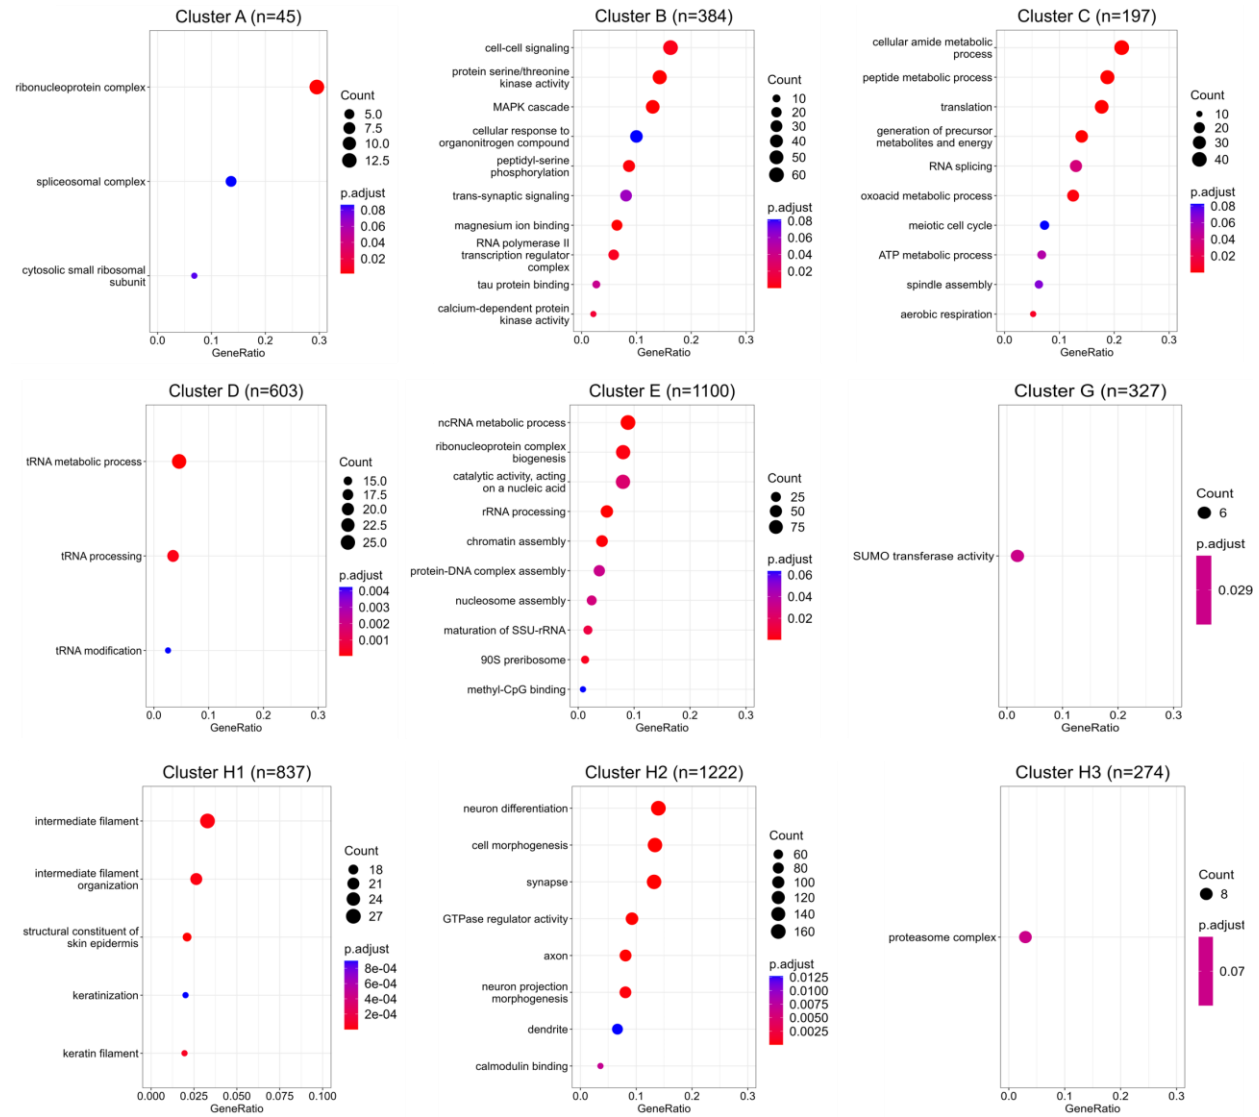 Cluster A (n=45)
ribonucleoprotein complex
spliceosomal complex
cytosolic small ribosomal
subunit
0.0 0.1 0.2 0.3
GeneRatio
Count
5.0
7.5
10.0
12.5
p.adjust
0.08
0.06
0.04
0.02
Cluster B (n=384)
cell-cell signaling
protein serine/threonine
kinase activity
MAPK cascade
cellular response to
organonitrogen compound
peptidyl-serine
phosphorylation
trans-synaptic signaling
magnesium ion binding
RNA polymerase II
transcription regulator
complex
tau protein binding
calcium-dependent protein
kinase activity
0.0 0.1 0.2 0.3
GeneRatio
Count
10
20
30
40
50
60
p.adjust
0.08
0.06
0.04
0.02
Cluster C (n=197)
cellular amide metabolic
process
peptide metabolic process
translation
generation of precursor
metabolites and energy
RNA splicing
oxoacid metabolic process
meiotic cell cycle
ATP metabolic process
spindle assembly
aerobic respiration
0.0 0.1 0.2 0.3
GeneRatio
Count
10
20
30
40
p.adjust
0.08
0.06
0.04
0.02
Cluster D (n=603)
tRNA metabolic process
tRNA processing
tRNA modification
0.0 0.1 0.2 0.3
GeneRatio
Count
15.0
17.5
20.0
22.5
25.0
p.adjust
0.004
0.003
0.002
0.001
Cluster E (n=1100)
ncRNA metabolic process
ribonucleoprotein complex
biogenesis
catalytic activity, acting
on a nucleic acid
rRNA processing
chromatin assembly
protein-DNA complex assembly
nucleosome assembly
maturation of SSU-rRNA
90S preribosome
methyl-CpG binding
0.0 0.1 0.2 0.3
GeneRatio
Count
25
50
75
p.adjust
0.06
0.04
0.02
Cluster G (n=327)
SUMO transferase activity
0.0 0.1 0.2 0.3
GeneRatio
Count
6
p.adjust
0.029
Cluster H1 (n=837)
intermediate filament
intermediate filament
organization
structural constituent of
skin epidermis
keratinization
keratin filament
0.000 0.025 0.050 0.075 0.100
GeneRatio
Count
18
21
24
27
p.adjust
8e-04
6e-04
4e-04
2e-04
Cluster H2 (n=1222)
neuron differentiation
cell morphogenesis
synapse
GTPase regulator activity
axon
neuron projection
morphogenesis
dendrite
calmodulin binding
0.0 0.1 0.2 0.3
GeneRatio
Count
60
80
100
120
140
160
p.adjust
0.0125
0.0100
0.0075
0.0050
0.0025
Cluster H3 (n=274)
proteasome complex
0.0 0.1 0.2 0.3
GeneRatio
Count
8
p.adjust
0.07